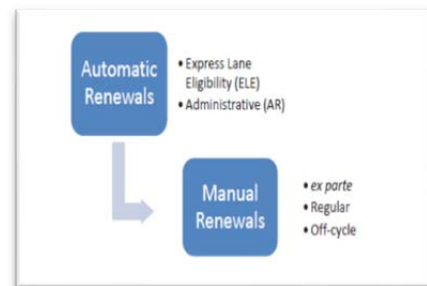 Automatic
Renewals
• Express Lane
Eligibility (ELE)
• Administrative (AR)
Manual
Renewals
• ex parte
• Regular
• Off-cycle